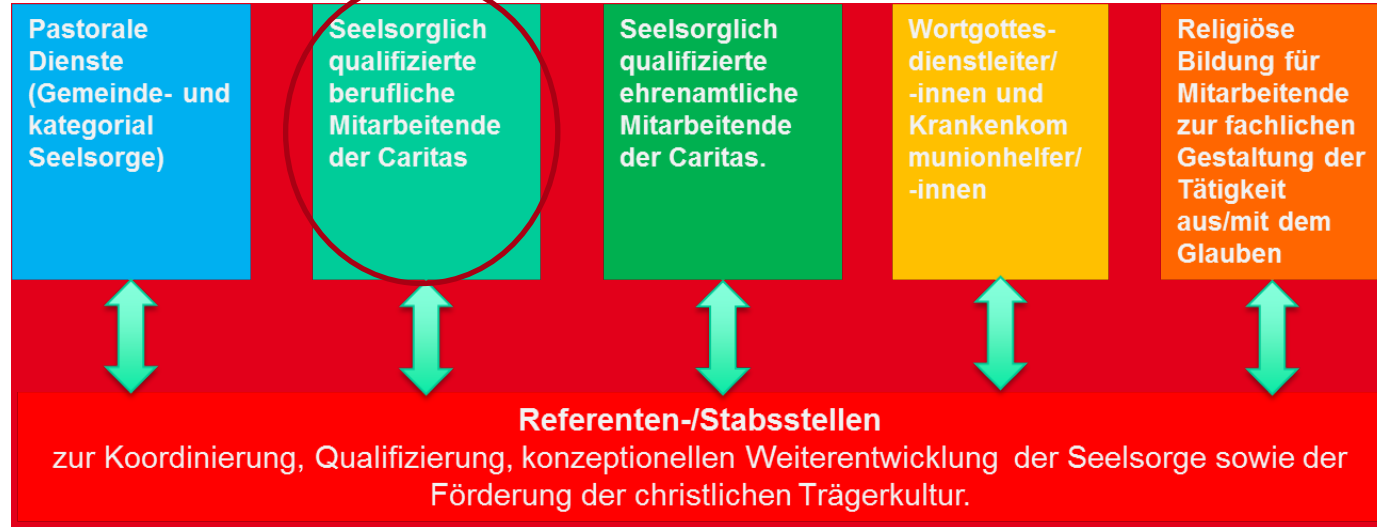 Pastorale
Dienste
(Gemeinde- und
kategorial
Seelsorge)
Seelsorglich
qualifizierte
berufliche
Mitarbeitende
der Caritas
Seelsorglich
qualifizierte
ehrenamtliche
Mitarbeitende
der Caritas.
Wortgottes-
dienstleiter/
-innen und
Krankenkom
munionhelfer/
-innen
Religiöse
Bildung für
Mitarbeitende
zur fachlichen
Gestaltung der
Tätigkeit
aus/mit dem
Glauben
Referenten-/Stabsstellen
zur Koordinierung, Qualifizierung, konzeptionellen Weiterentwicklung der Seelsorge sowie der
Förderung der christlichen Trägerkultur.